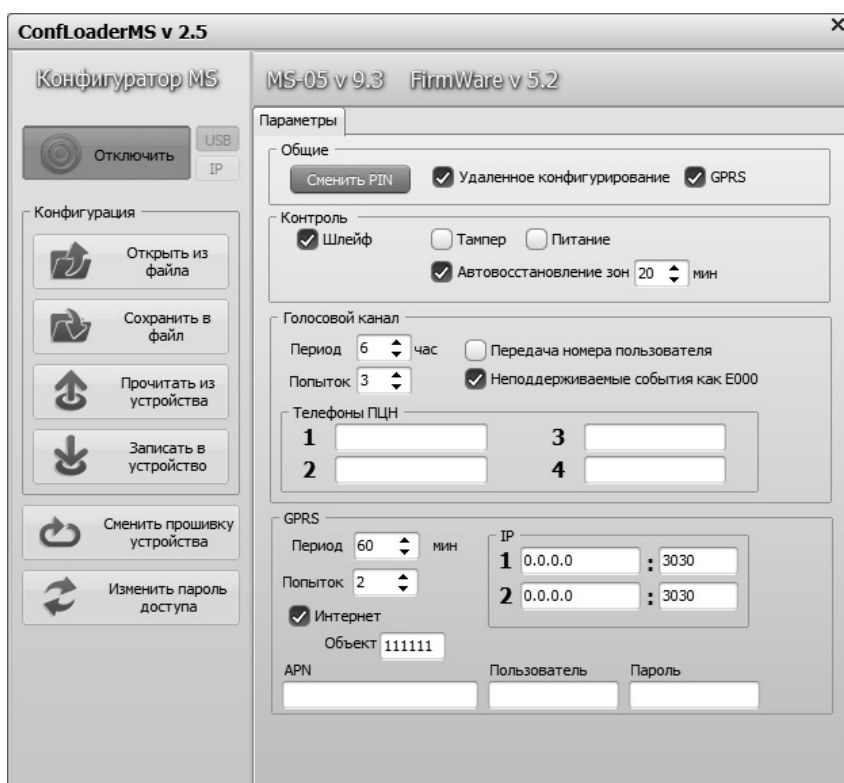 ConfLoaderMS v 2.5
Конфигуратор MS
MS-05 v 9.3 FirmWare v 5.2
Отключить
USB
IP
Конфигурация
Открыть из
файла
Сохранить в
файл
Прочитать из
устройства
Записать в
устройство
Сменить прошивку
устройства
Изменить пароль
доступа
Параметры
Общие
Сменить PIN
Удаленное конфигурирование
GPRS
Контроль
Шлейф
Тампер
Питание
Автовосстановление зон 20 мин
Голосовой канал
Период 6 час
Передача номера пользователя
Попыток 3
Неподдерживаемые события как E000
Телефоны ПЦН
1
3
2
4
GPRS
Период 60 мин
Попыток 2
Интернет
Объект 111111
IP
1 0.0.0.0 : 3030
2 0.0.0.0 : 3030
APN
Пользователь
Пароль